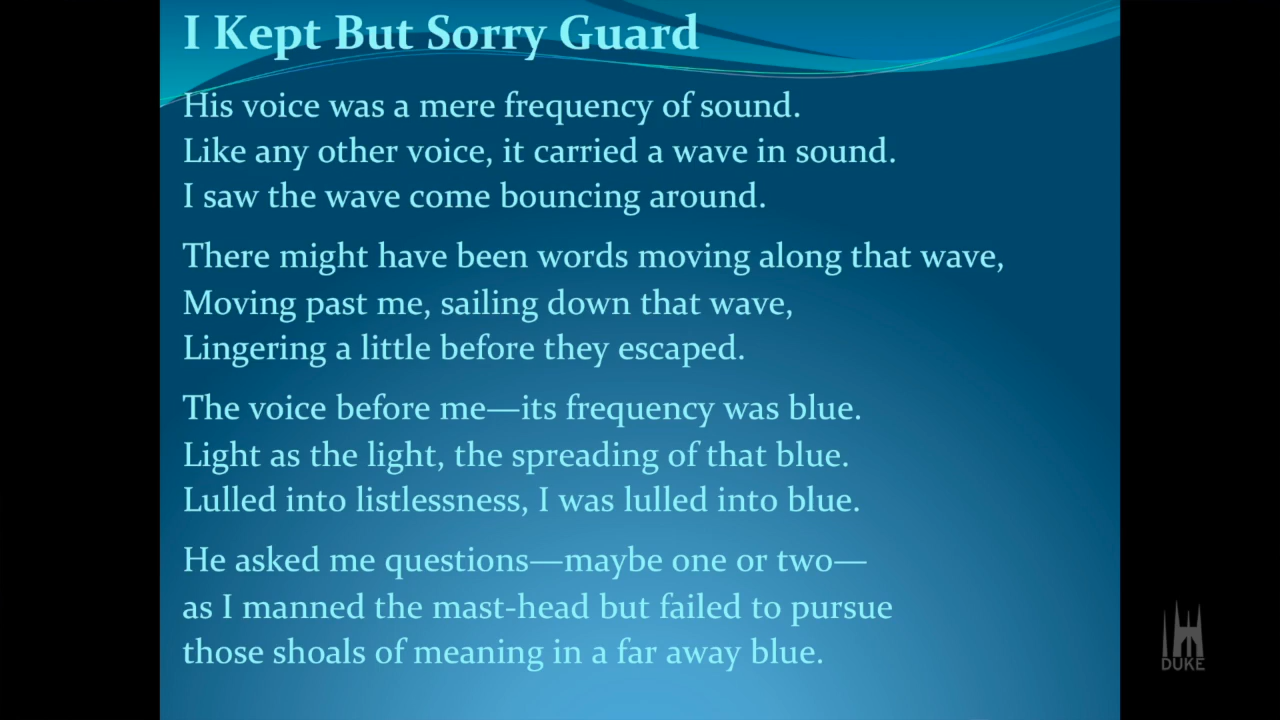 I Kept But Sorry Guard
His voice was a mere frequency of sound.
Like any other voice, it carried a wave in sound.
I saw the wave come bouncing around.
There might have been words moving along that wave,
Moving past me, sailing down that wave,
Lingering a little before they escaped.
The voice before me—its frequency was blue.
Light as the light, the spreading of that blue.
Lulled into listlessness, I was lulled into blue.
He asked me questions—maybe one or two—
as I manned the mast-head but failed to pursue
those shoals of meaning in a far away blue.
DUKE